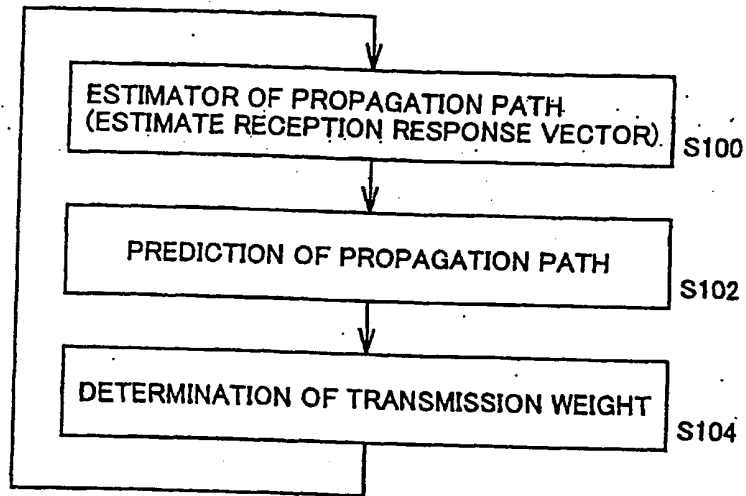 ESTIMATOR OF PROPAGATION PATH
(ESTIMATE RECEPTION RESPONSE VECTOR).
S100
PREDICTION OF PROPAGATION PATH
S102
DETERMINATION OF TRANSMISSION WEIGHT
S104